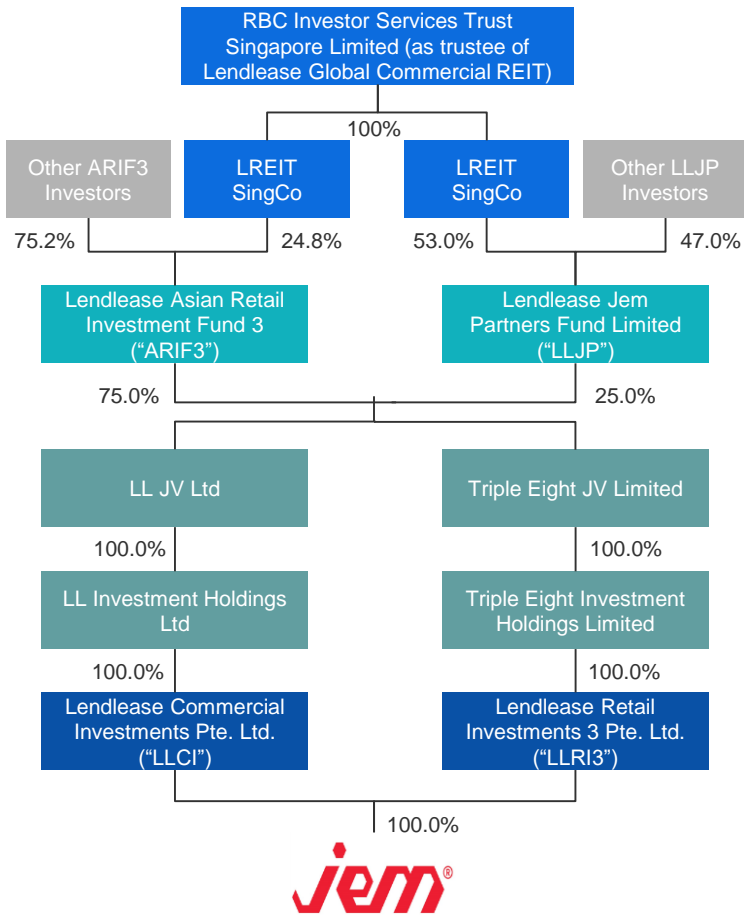 RBC Investor Services Trust
Singapore Limited (as trustee of
Lendlease Global Commercial REIT)
100%
Other ARIF3
Investors
LREIT
SingCo
LREIT
SingCo
Other LLJP
Investors
75.2%
24.8%
53.0%
47.0%
Lendlease Asian Retail
Investment Fund 3
(“ARIF3”)
Lendlease Jem
Partners Fund Limited
(“LLJP”)
75.0%
25.0%
LL JV Ltd
Triple Eight JV Limited
100.0%
100.0%
LL Investment Holdings
Ltd
Triple Eight Investment
Holdings Limited
100.0%
100.0%
Lendlease Commercial
Investments Pte. Ltd.
(“LLCI”)
Lendlease Retail
Investments 3 Pte. Ltd.
(“LLRI3”)
100.0%
jem®